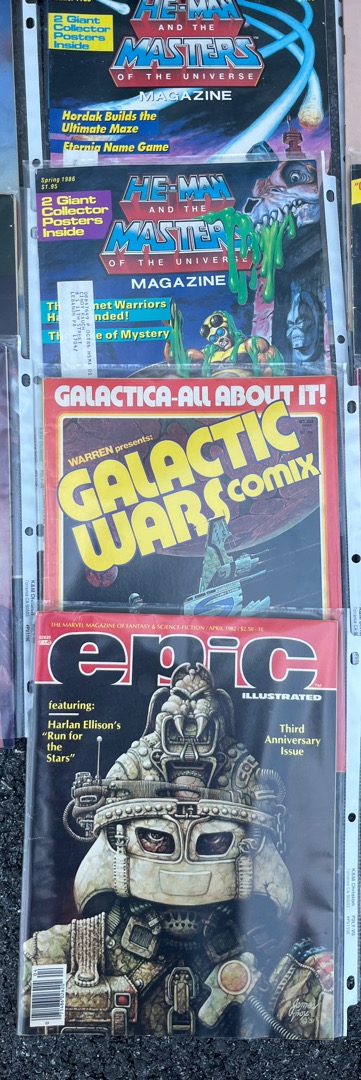 2 Giant
Collector
Posters
Inside
HE-MAN
AND THE
MASTERS
OF THE UNIVERSE
MAGAZINE
Hordak Builds the
Ultimate Maze
Eternia Name Game
Spring 1986
$1.95
2 Giant
Collector
Posters
Inside
HE-MAN
AND THE
MASTERS
OF THE UNIVERSE
MAGAZINE
GALACTICA-ALL ABOUT IT!
WARREN presents:
GALACTIC
WARS COMIX
THE MARVEL MAGAZINE OF FANTASY & SCIENCE-FICTION / APRIL 1982 / $2.50
epic
ILLUSTRATED
featuring:
Harlan Ellison's
"Run for
the
Stars"
Third
Anniversary
Issue